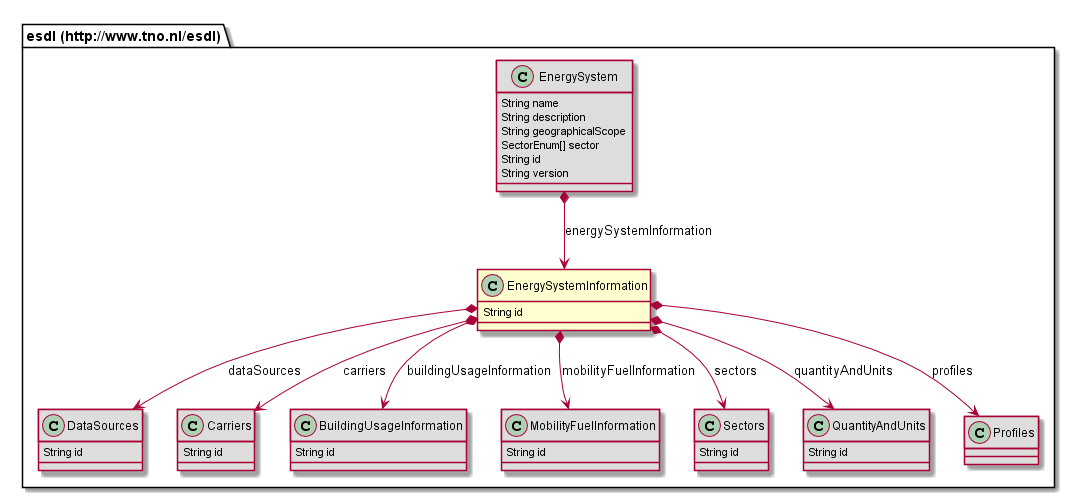 esdl (http://www.tno.nl/esdl)
C EnergySystem
String name
String description
String geographicalScope
SectorEnum[] sector
String id
String version
energySystemInformation
C EnergySystemInformation
String id
dataSources
carriers
buildingUsageInformation
mobilityFuelInformation
sectors
quantityAndUnits
profiles
C DataSources
String id
C Carriers
String id
C BuildingUsageInformation
String id
C MobilityFuelInformation
String id
C Sectors
String id
C QuantityAndUnits
String id
C Profiles